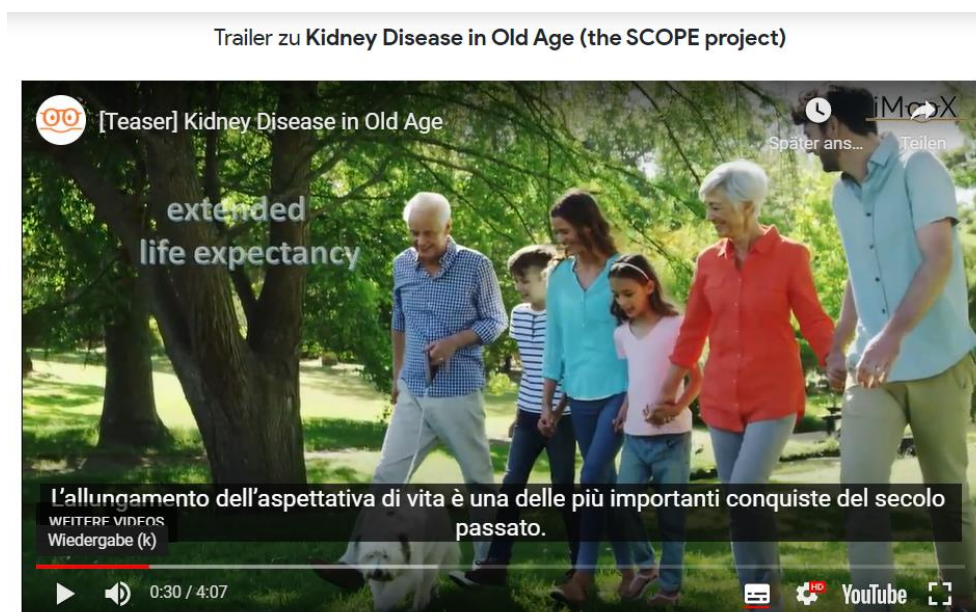 Trailer zu Kidney Disease in Old Age (the SCOPE project)
[Teaser] Kidney Disease in Old Age
iMooX
Später ans...
Teilen
extended
life expectancy
L'allungamento dell'aspettativa di vita è una delle più importanti conquiste del secolo
passato.
WEITERE VIDEOS
Wiedergabe (k)
0:30 / 4:07
HD
YouTube